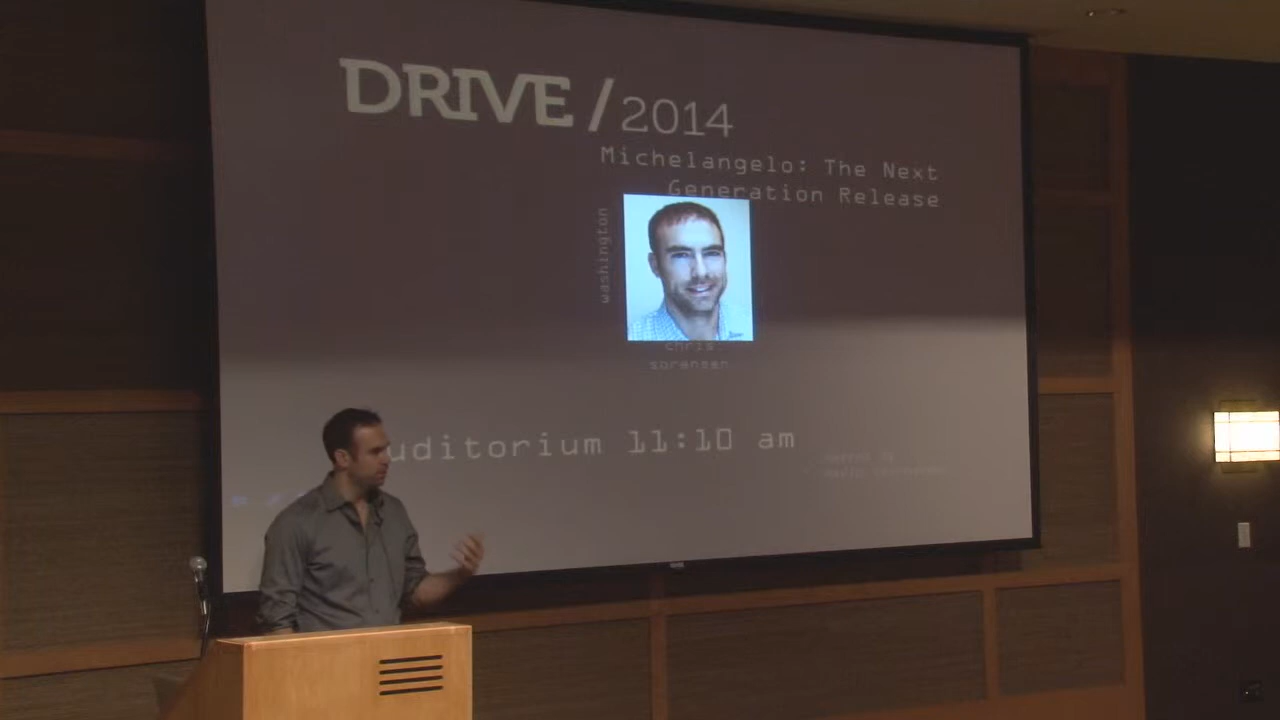 DRIVE / 2014
Michelangelo: The Next
Generation Release
washington
chris
sorensen
uditorium 11:10 am